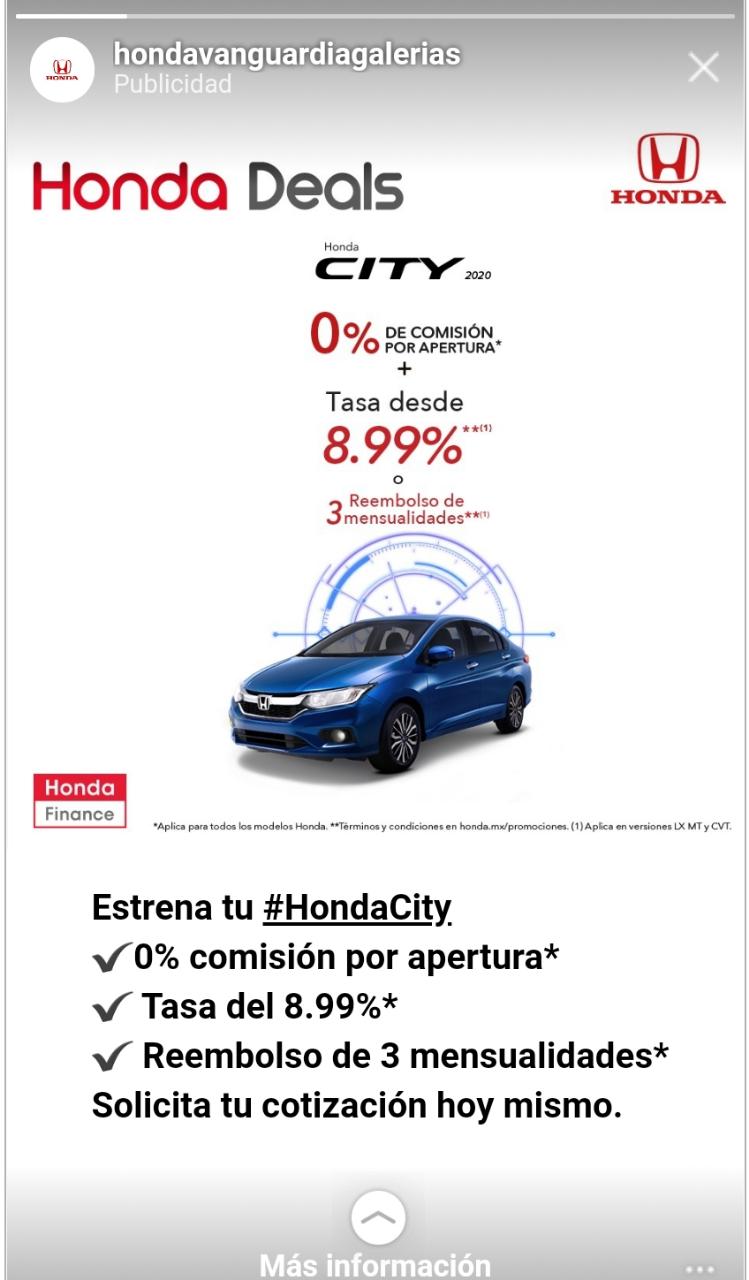 hondavanguardiagalerias
Publicidad
HONDA
Honda Deals
HONDA
Honda
CITY 2020
0% DE COMISIÓN
POR APERTURA*
+
Tasa desde
8.99%**(1)
o
3 Reembolso de
mensualidades**(1)
Honda
Finance
*Aplica para todos los modelos Honda. **Términos y condiciones en honda.mx/promociones. (1) Aplica en versiones LX MT y CVT.
Estrena tu #HondaCity
✔0% comisión por apertura*
✔ Tasa del 8.99%*
✔ Reembolso de 3 mensualidades*
Solicita tu cotización hoy mismo.
Más información